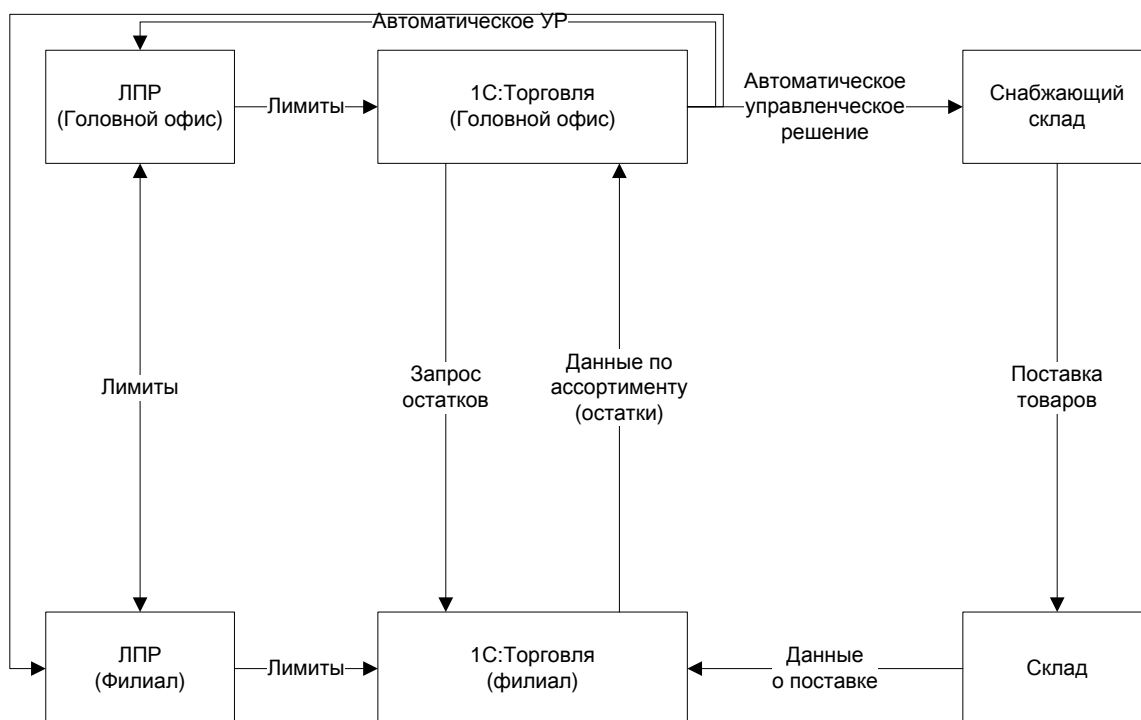 Автоматическое УР
ЛПР
(Головной офис)
Лимиты
1С:Торговля
(Головной офис)
Автоматическое
управленческое
решение
Снабжающий
склад
Лимиты
Запрос
остатков
Данные по
ассортименту
(остатки)
Поставка
товаров
ЛПР
(Филиал)
Лимиты
1С:Торговля
(филиал)
Данные
о поставке
Склад